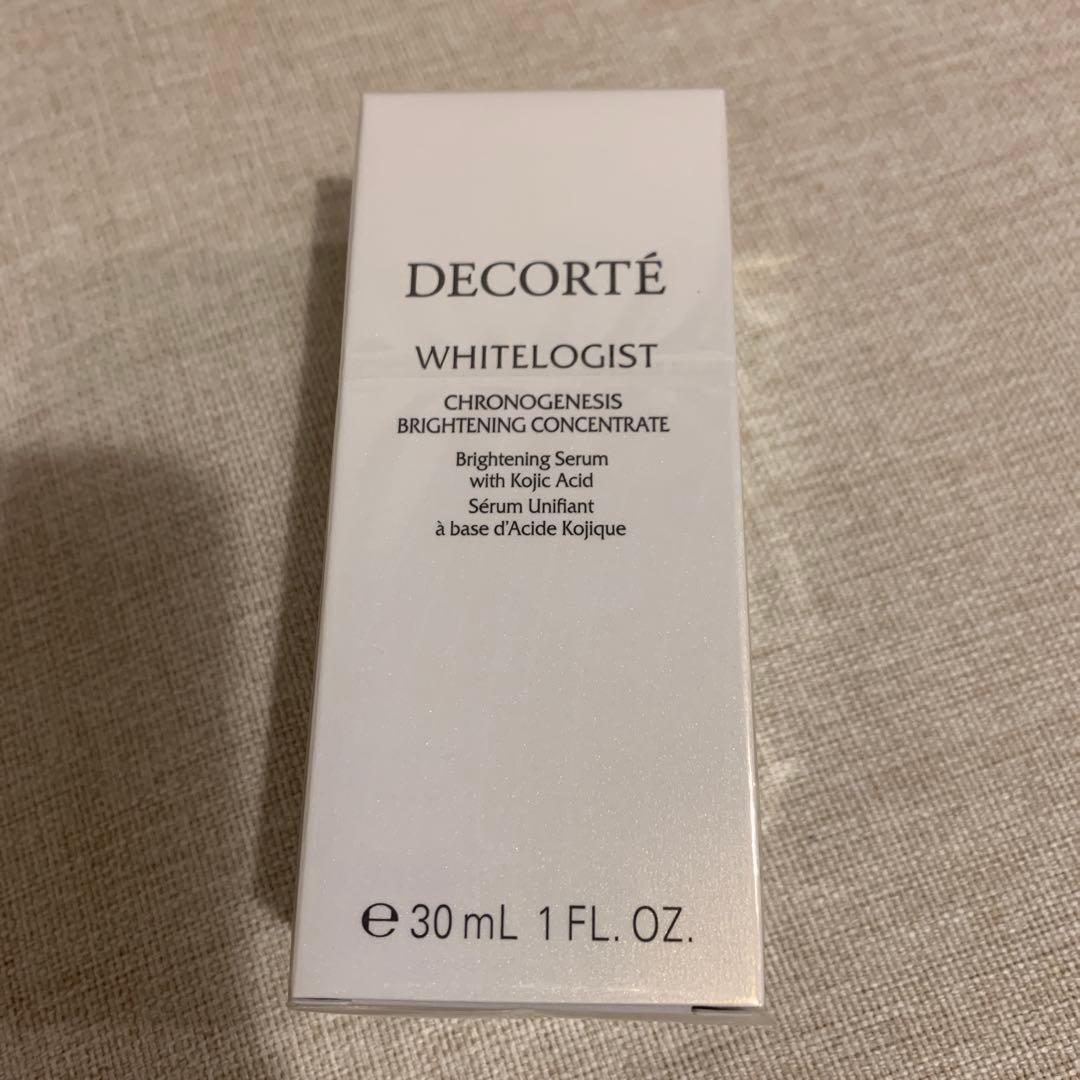 DECORTÉ
WHITELOGIST
CHRONOGENESIS
BRIGHTENING CONCENTRATE
Brightening Serum
with Kojic Acid
Sérum Unifiant
à base d'Acide Kojique
℮ 30 mL 1 FL. OZ.